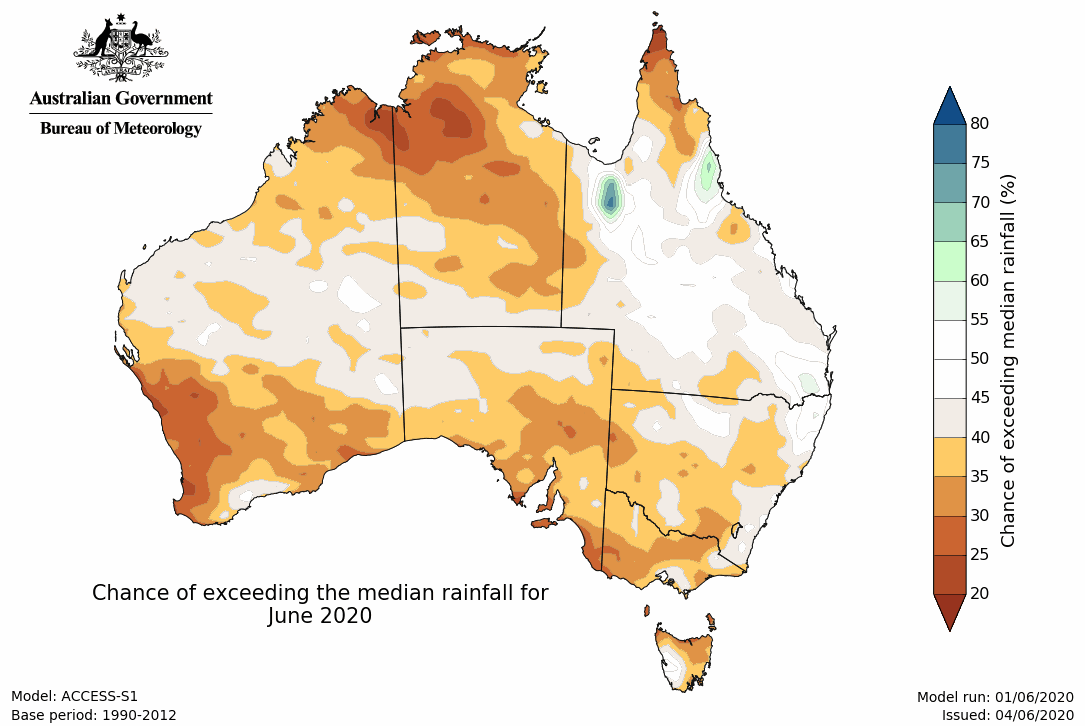 AUSTRALIA
Australian Government
Bureau of Meteorology
80
75
70
65
60
55
50
45
40
35
30
25
20
Chance of exceeding median rainfall (%)
Chance of exceeding the median rainfall for
June 2020
Model: ACCESS-S1
Base period: 1990-2012
Model run: 01/06/2020
Issued: 04/06/2020